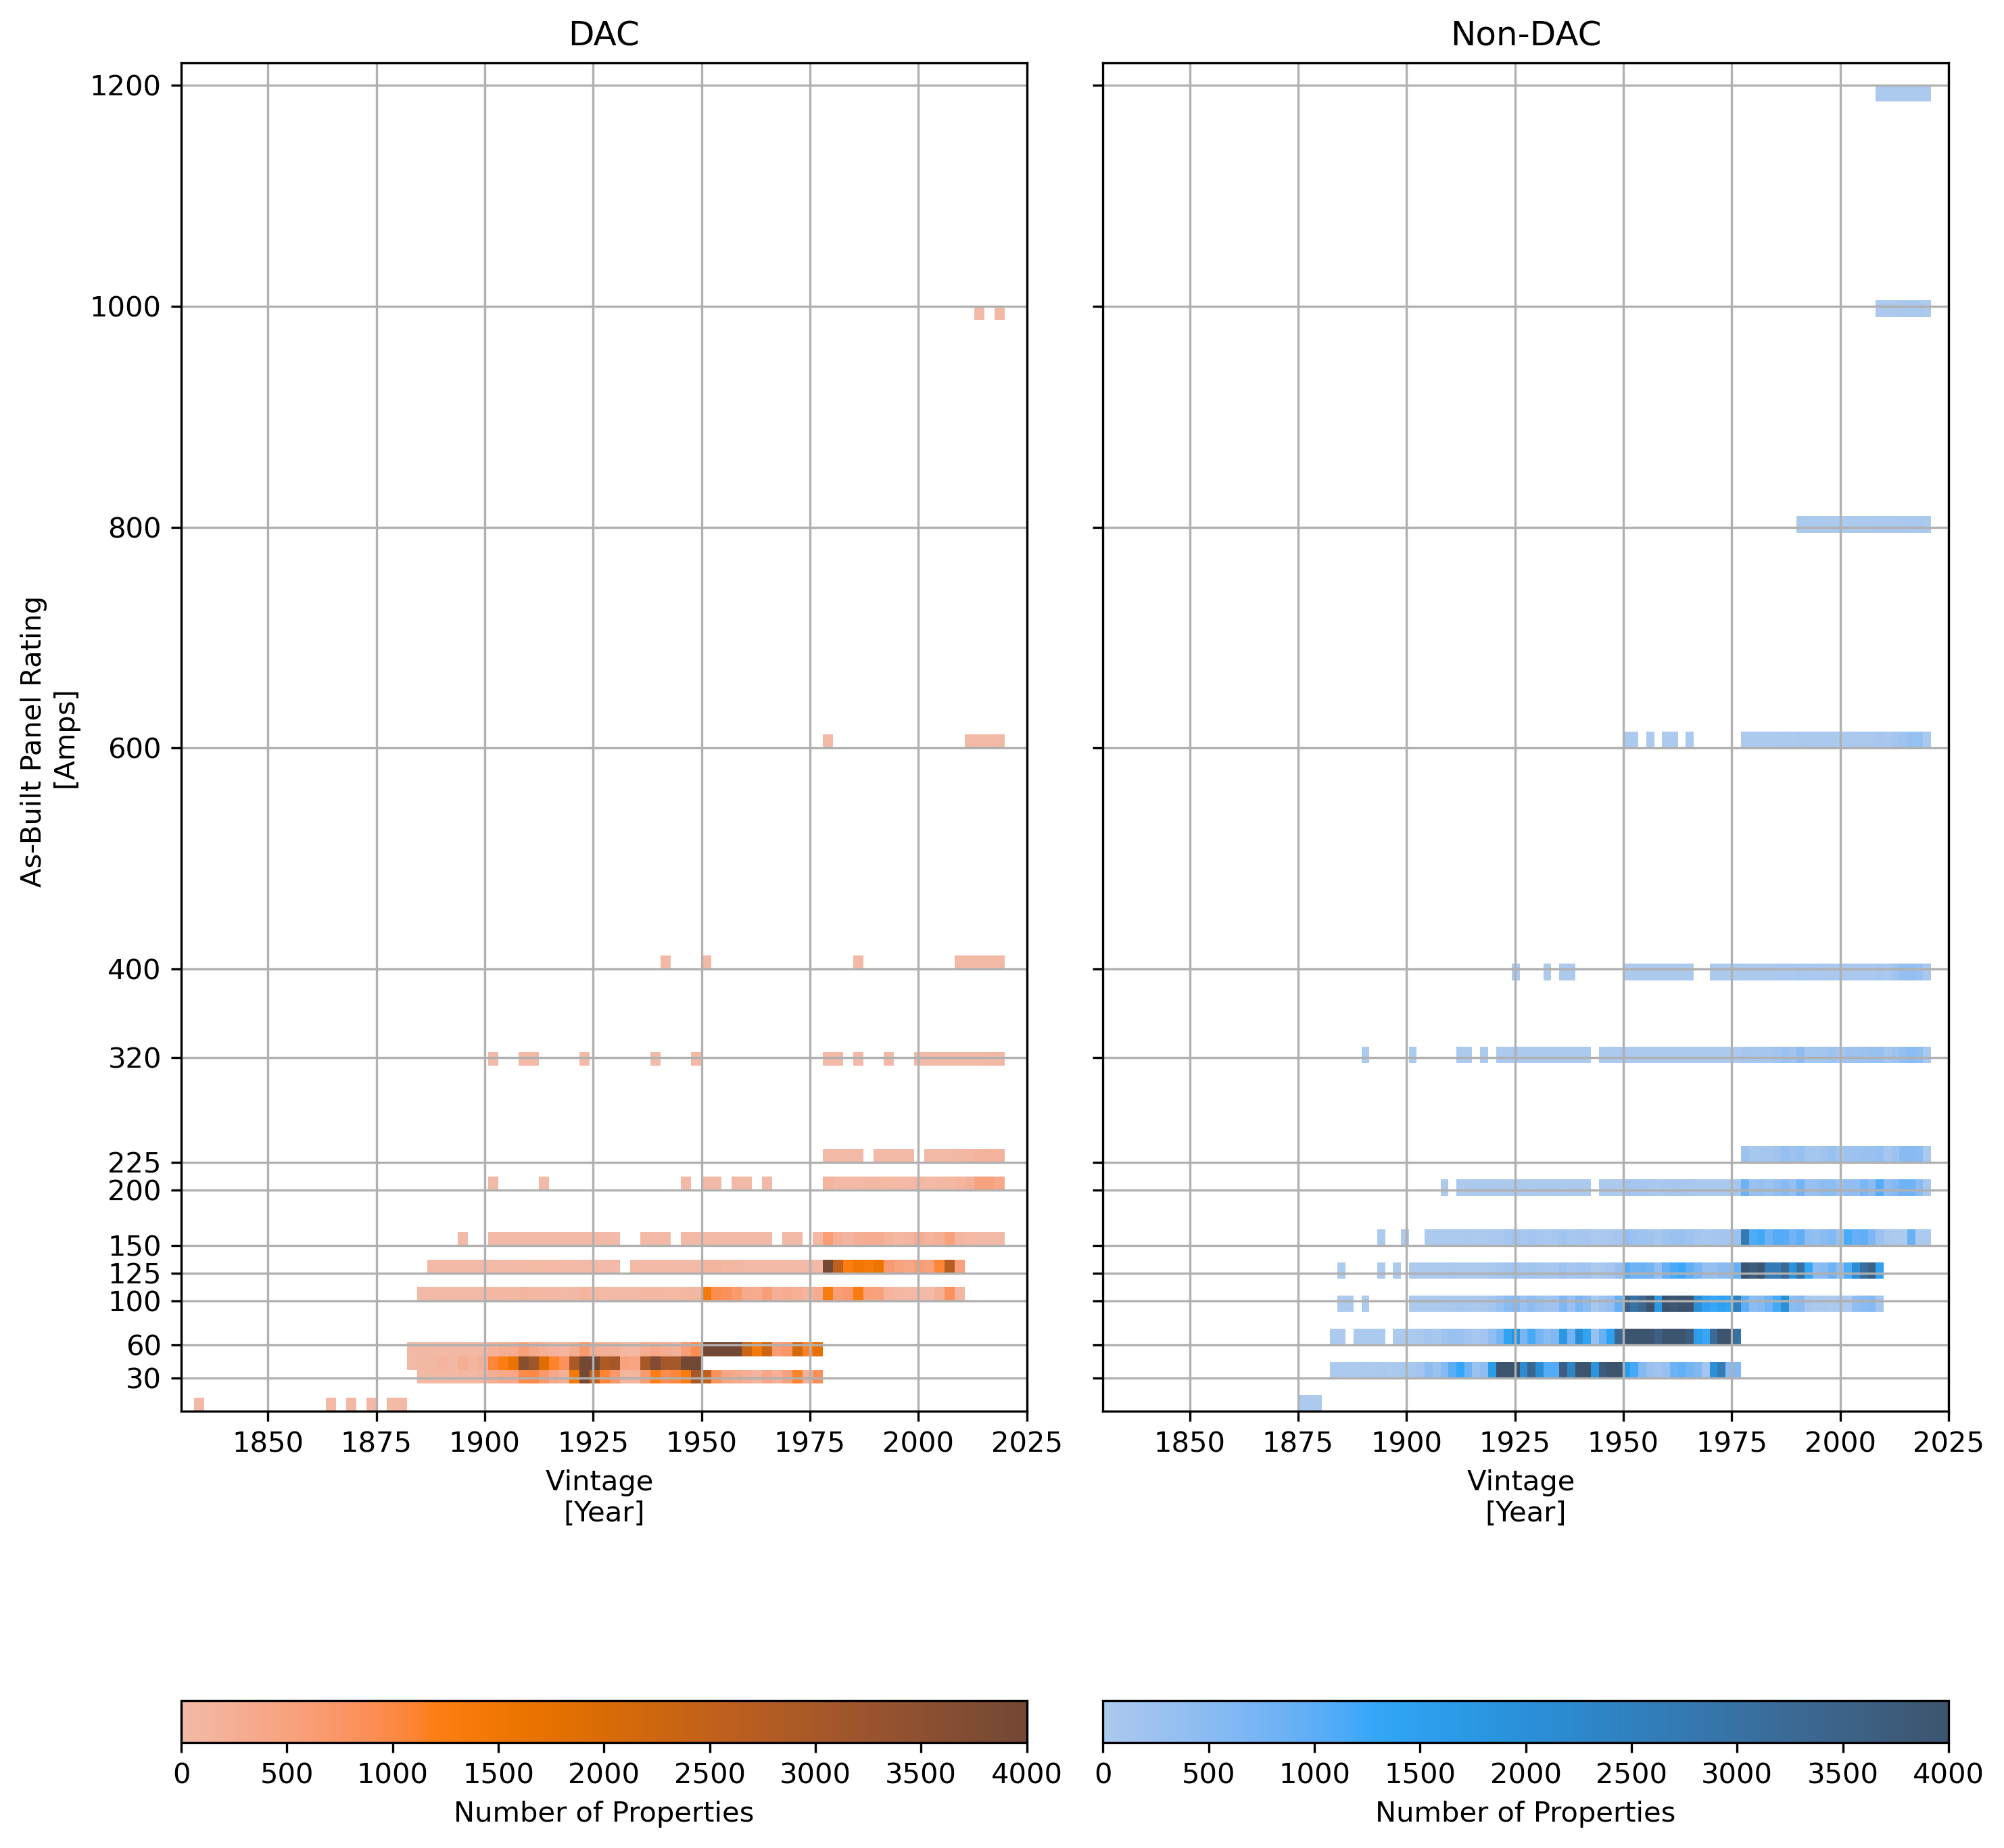 DAC
Non-DAC
1200
1000
800
600
400
320
225
200
150
125
100
60
30
As-Built Panel Rating
[Amps]
1850 1875 1900 1925 1950 1975 2000 2025
1850 1875 1900 1925 1950 1975 2000 2025
Vintage
[Year]
Vintage
[Year]
0 500 1000 1500 2000 2500 3000 3500 4000
Number of Properties
0 500 1000 1500 2000 2500 3000 3500 4000
Number of Properties